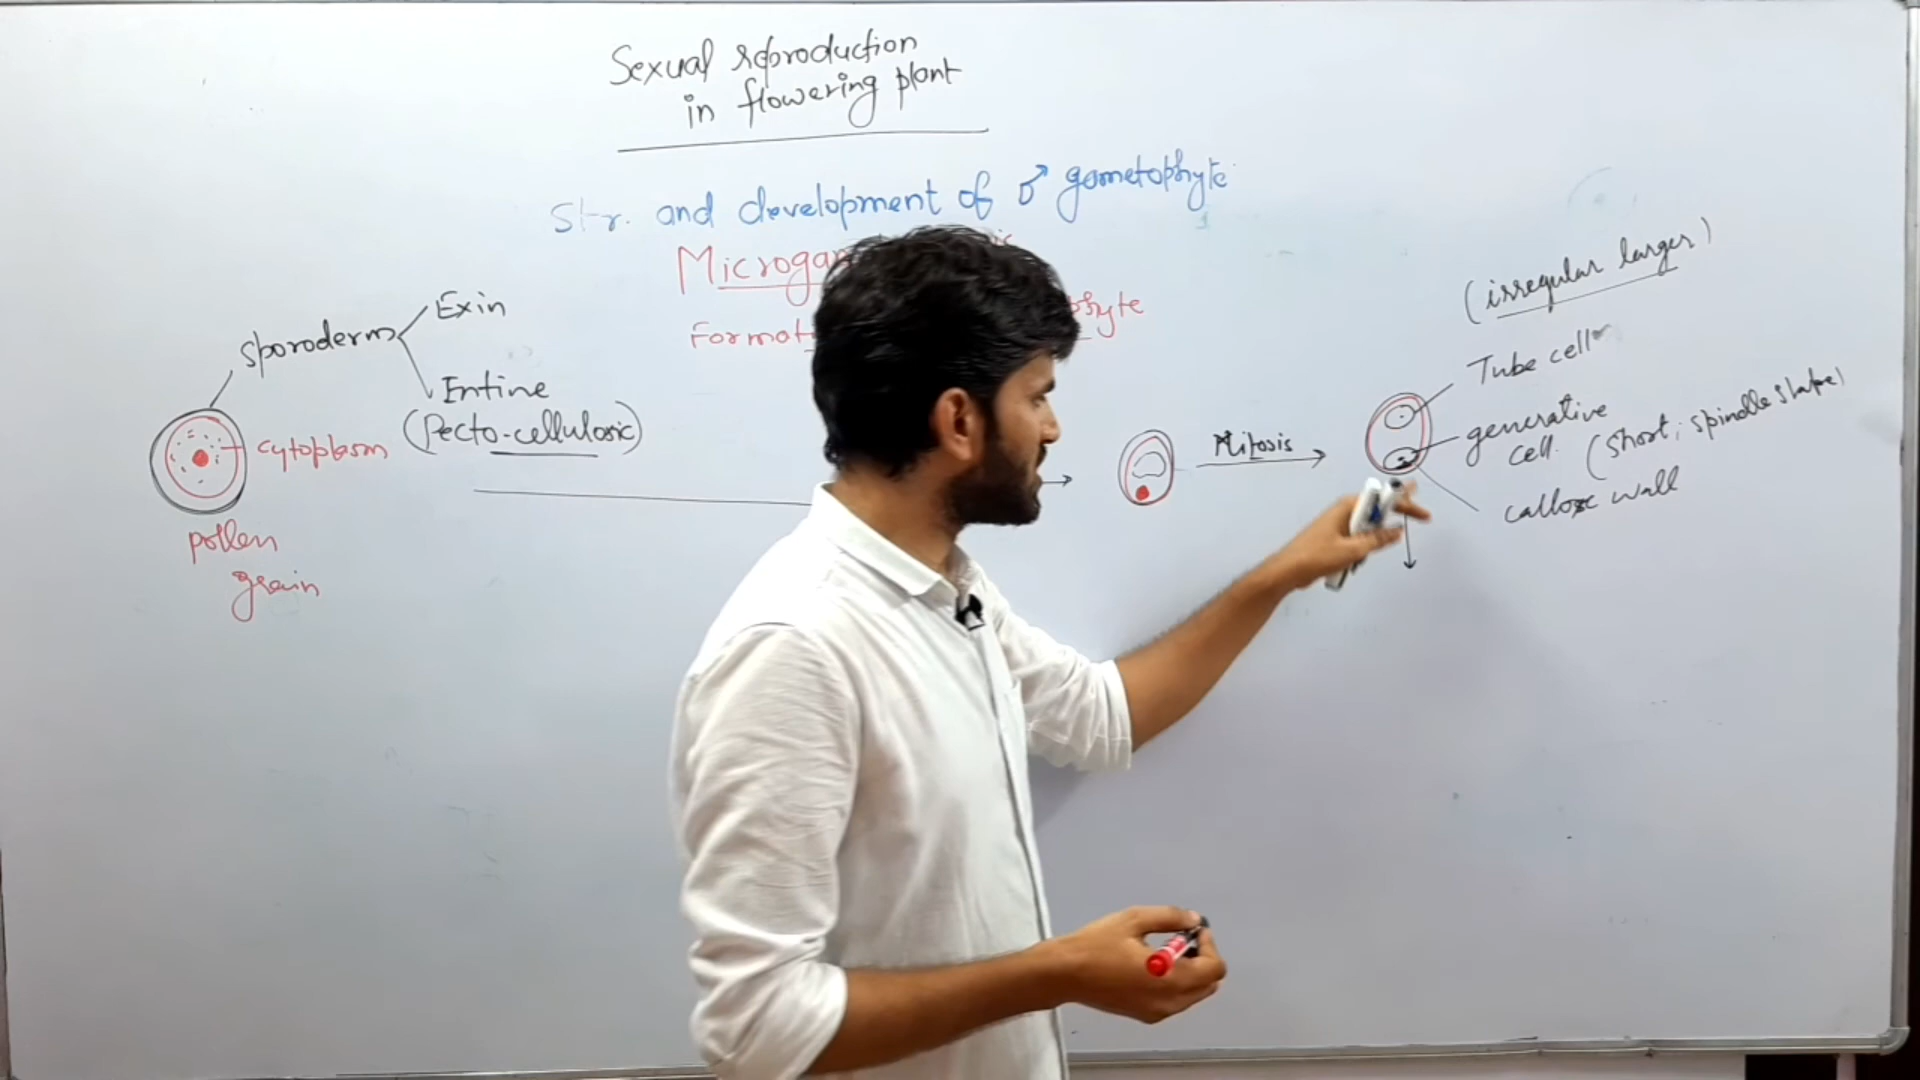 Sexual reproduction
in flowering plant
Str. and development of ♂ gametophyte
Sporoderm
Exin
Entine
(Pecto-cellulosic)
cytoplasm
pollen
grain
Mitosis
(irregular larger)
Tube cell
generative
cell. (short; spindle shape)
callose wall